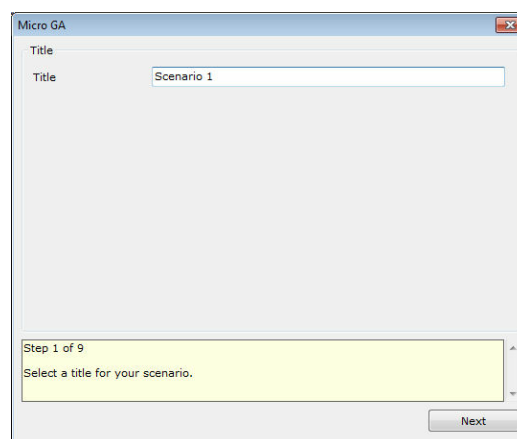 Micro GA
Title
Title Scenario 1
Step 1 of 9
Select a title for your scenario.
Next